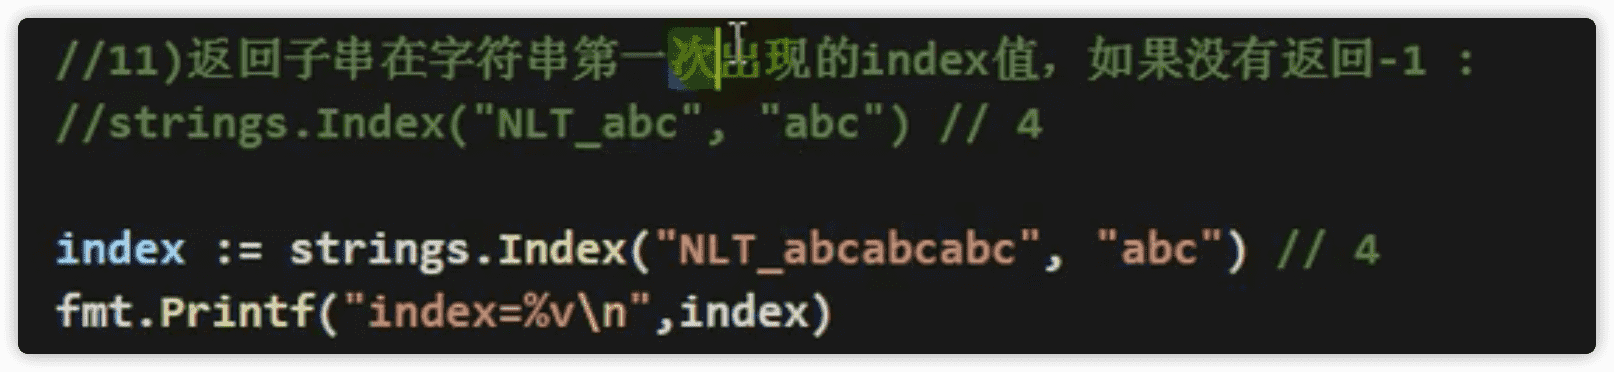 //11)返回子串在字符串第一次出现的index值，如果没有返回-1 :
//strings.Index("NLT_abc", "abc") // 4
index := strings.Index("NLT_abcabcabc", "abc") // 4
fmt.Printf("index=%v\n",index)